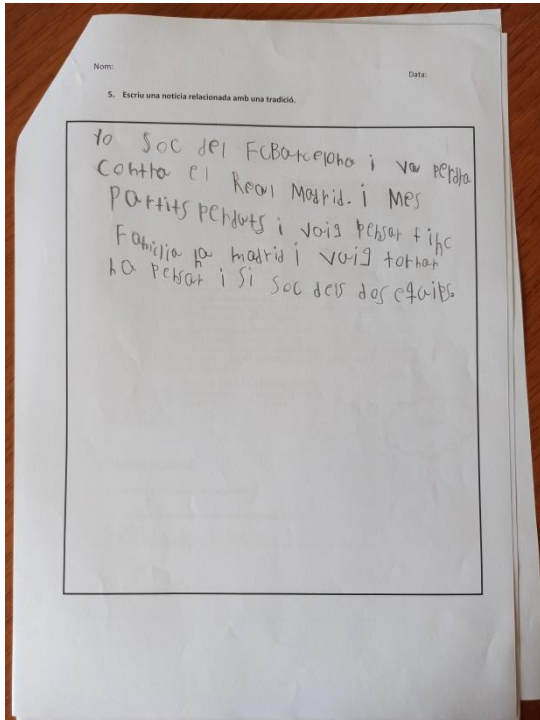 Nom:
Data:
5. Escriu una notícia relacionada amb una tradició.
Yo Soc del FCBarcelona i va perdra
Contra el Real Madrid. i Mes
Partits perduts i vaig pensar tinc
Familia ha madrid i vaig tornar
ha pensar i Si Soc dels dos equips.